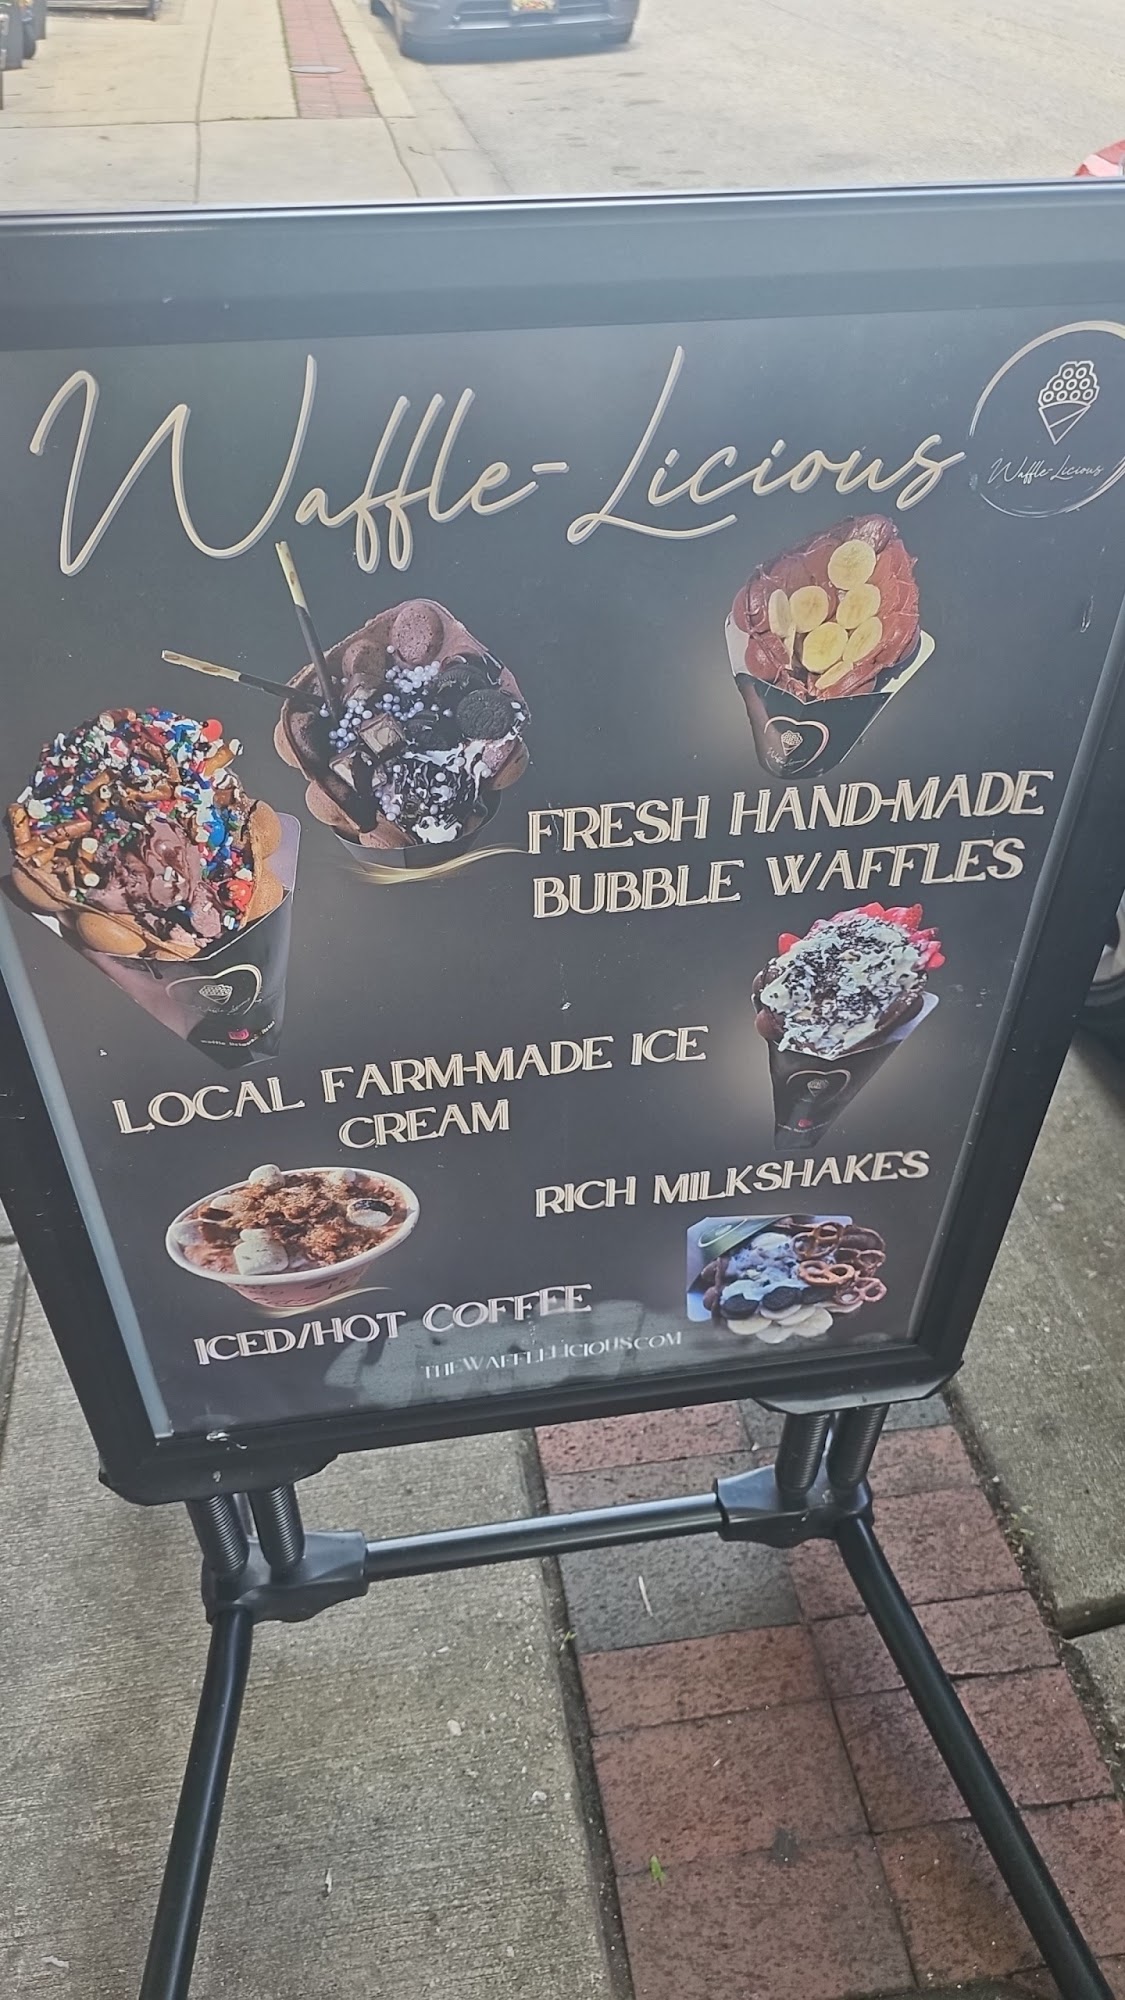 Waffle-Licious
Waffle-Licious
FRESH HAND-MADE
BUBBLE WAFFLES
LOCAL FARM-MADE ICE
CREAM
RICH MILKSHAKES
ICED/HOT COFFEE
THEWAFFLELICIOUS.COM